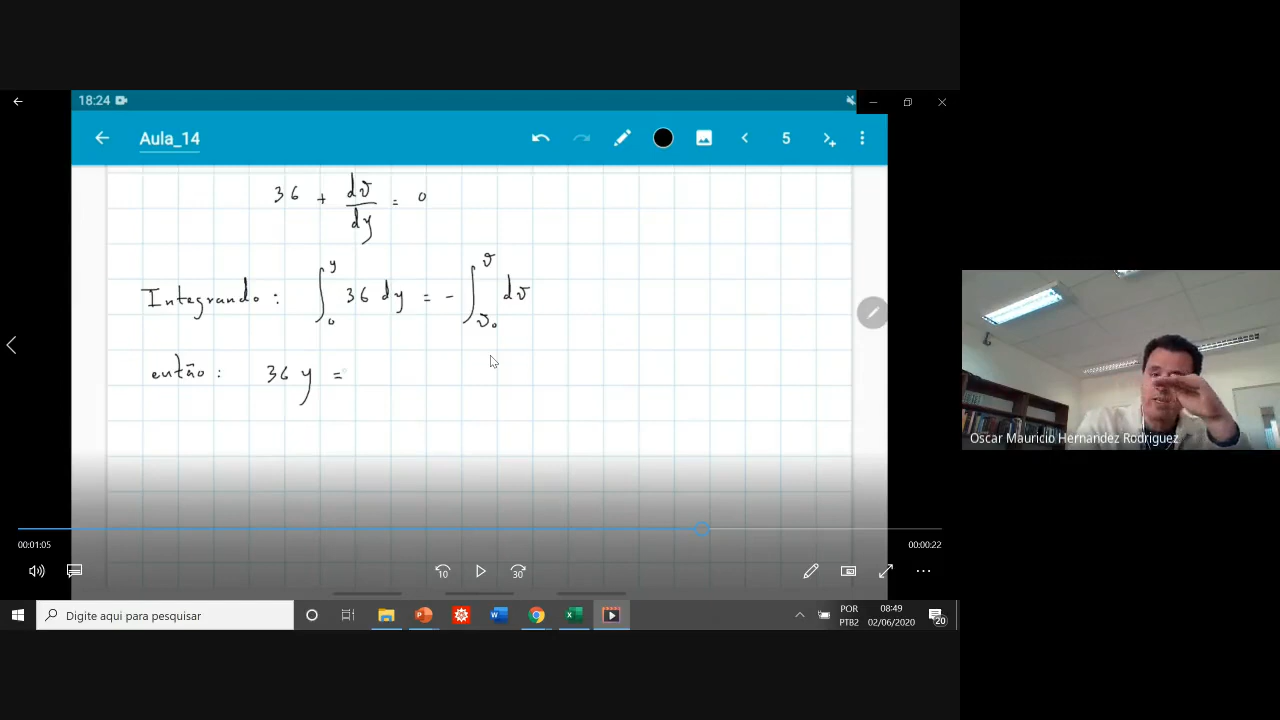 18:24
Aula_14
5
36 + dv/dy = 0
Integrando: ∫₀^y 36 dy = - ∫_{v₀}^{v} dv
então: 36 y =
Oscar Mauricio Hernandez Rodriguez
00:01:05
00:00:22
10
30
Digite aqui para pesquisar
POR
PTB2
08:49
02/06/2020
20